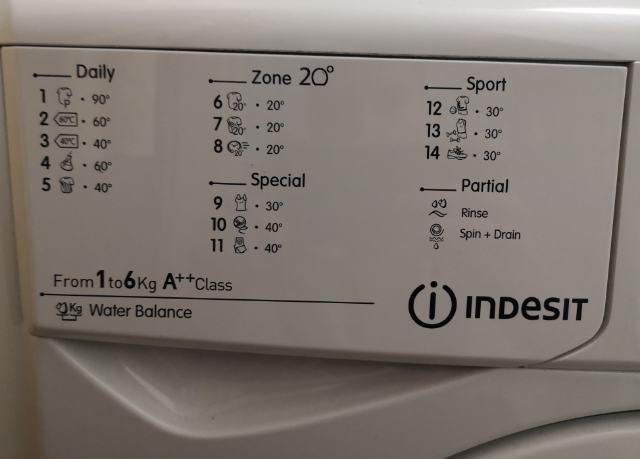 Daily
1 P • 90°
2 60°C • 60°
3 40°C • 40°
4 • 60°
5 • 40°
Zone 20°
6 20° • 20°
7 20° • 20°
8 20° • 20°
Special
9 • 30°
10 • 40°
11 • 40°
Sport
12 • 30°
13 • 30°
14 • 30°
Partial
Rinse
Spin + Drain
From 1 to 6 Kg A++ Class
Kg Water Balance
INDESIT